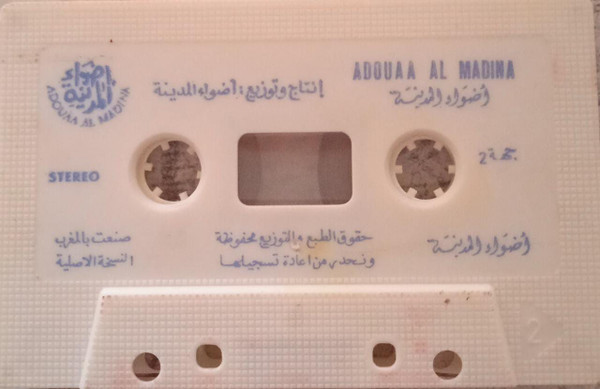 أضواء
المدينة
ADOUAA AL MADINA
إنتاج وتوزيع: أضواء المدينة
ADOUAA AL MADINA
أضواء المدينة
STEREO
جهة 2
صنعت بالمغرب
النسخة الاصلية
حقوق الطبع والتوزيع محفوظة
ونحذر من اعادة تسجيلها
أضواء المدينة
2